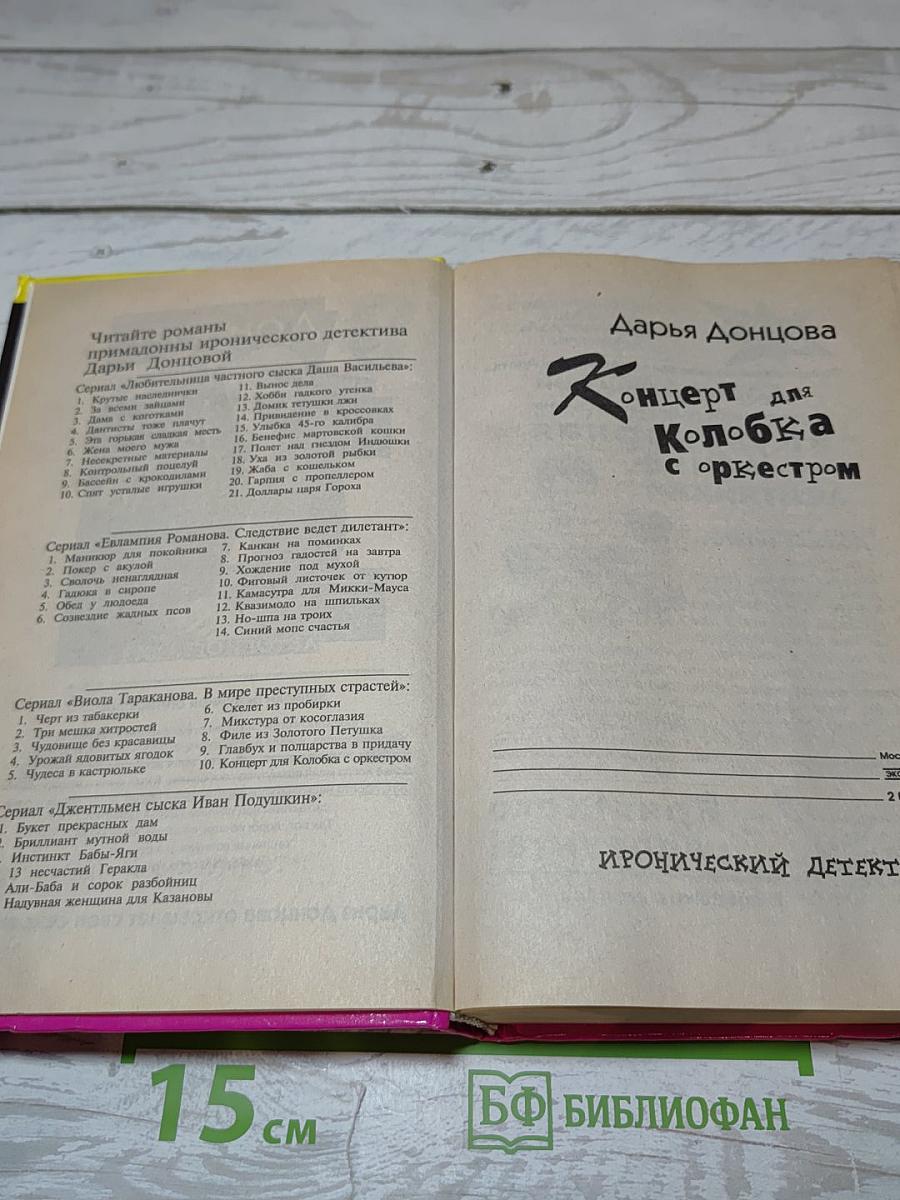 Читайте романы
примадонны иронического детектива
Дарьи Донцовой
Сериал «Любительница частного сыска Даша Васильева»:
1. Крутые наследнички
2. За всеми зайцами
3. Дама с коготками
4. Дантисты тоже плачут
5. Эта горькая сладкая месть
6. Жена моего мужа
7. Несекретные материалы
8. Контрольный поцелуй
9. Бассейн с крокодилами
10. Спят усталые игрушки
11. Вынос дела
12. Хобби гадкого утенка
13. Домик тетушки лжи
14. Привидение в кроссовках
15. Улыбка 45-го калибра
16. Бенефис мартовской кошки
17. Полет над гнездом Индюшки
18. Уха из золотой рыбки
19. Жаба с кошельком
20. Гарпия с пропеллером
21. Доллары царя Гороха
Сериал «Евлампия Романова. Следствие ведет дилетант»:
1. Маникюр для покойника
2. Покер с акулой
3. Сволочь ненаглядная
4. Гадюка в сиропе
5. Обед у людоеда
6. Созвездие жадных псов
7. Канкан на поминках
8. Прогноз гадостей на завтра
9. Хождение под мухой
10. Фиговый листочек от кутюр
11. Камасутра для Микки-Мауса
12. Квазимодо на шпильках
13. Но-шпа на троих
14. Синий мопс счастья
Сериал «Виола Тараканова. В мире преступных страстей»:
1. Черт из табакерки
2. Три мешка хитростей
3. Чудовище без красавицы
4. Урожай ядовитых ягодок
5. Чудеса в кастрюльке
6. Скелет из пробирки
7. Микстура от косоглазия
8. Филе из Золотого Петушка
9. Главбух и полцарства в придачу
10. Концерт для Колобка с оркестром
Сериал «Джентльмен сыска Иван Подушкин»:
1. Букет прекрасных дам
2. Бриллиант мутной воды
Инстинкт Бабы-Яги
13 несчастий Геракла
Али-Баба и сорок разбойниц
Надувная женщина для Казановы
Дарья Донцова
Концерт для
Колобка
с оркестром
Мос
ЭКС
2
ИРОНИЧЕСКИЙ ДЕТЕКТ
15 см
БФ БИБЛИОФАН